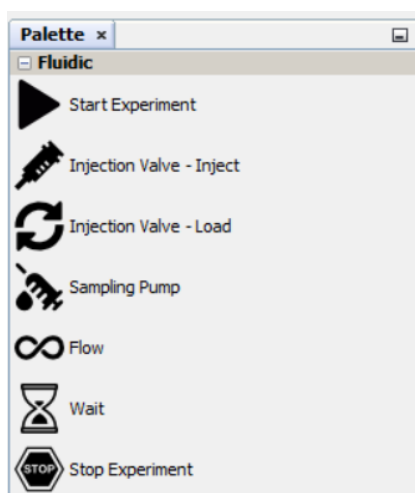 Palette ×
Fluidic
Start Experiment
Injection Valve - Inject
Injection Valve - Load
Sampling Pump
Flow
Wait
STOP Stop Experiment